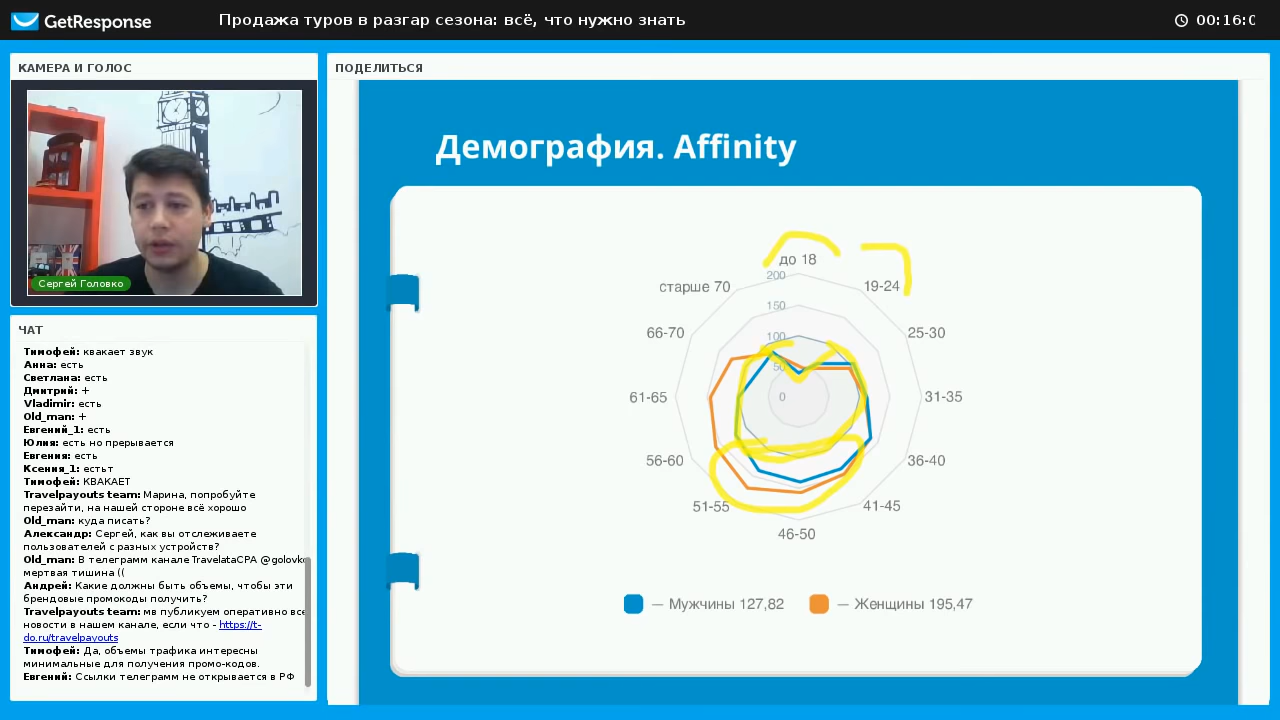 GetResponse
Продажа туров в разгар сезона: всё, что нужно знать
00:16:0
КАМЕРА И ГОЛОС
Сергей Головко
ЧАТ
Тимофей: квакает звук
Анна: есть
Светлана: есть
Дмитрий: +
Vladimir: есть
Old_man: +
Евгений_1: есть
Юлия: есть но прерывается
Евгения: есть
Ксения_1: естьт
Тимофей: КВАКАЕТ
Travelpayouts team: Марина, попробуйте
перезайти, на нашей стороне всё хорошо
Old_man: куда писать?
Александр: Сергей, как вы отслеживаете
пользователей с разных устройств?
Old_man: В телеграмм канале TravelataCPA @golovko
мертвая тишина ((
Андрей: Какие должны быть объемы, чтобы эти
брендовые промокоды получить?
Travelpayouts team: мв публикуем оперативно все
новости в нашем канале, если что - https://t-
do.ru/travelpayouts
Тимофей: Да, объемы трафика интересны
минимальные для получения промо-кодов.
Евгений: Ссылки телеграмм не открывается в РФ
ПОДЕЛИТЬСЯ
Демография. Affinity
до 18
19-24
25-30
31-35
36-40
41-45
46-50
51-55
56-60
61-65
66-70
старше 70
200
150
100
50
0
— Мужчины 127,82
— Женщины 195,47